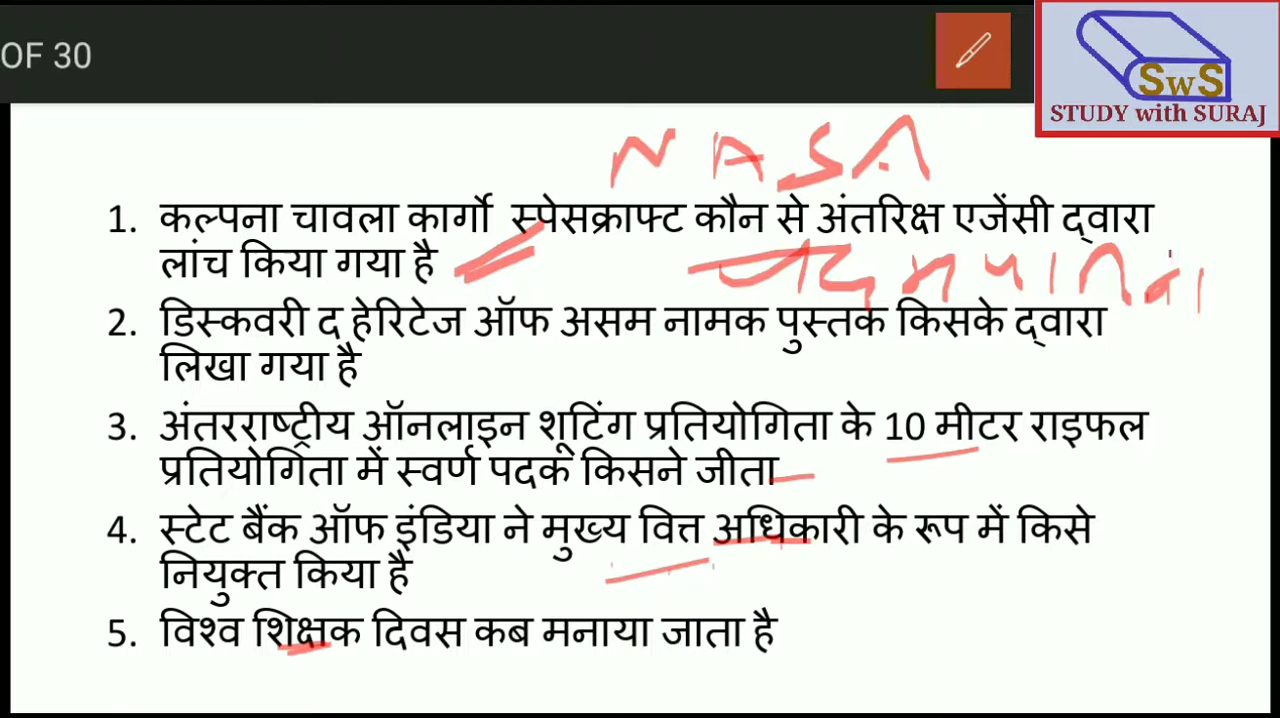 OF 30
SWS
STUDY with SURAJ
NASA
1. कल्पना चावला कार्गो स्पेसक्राफ्ट कौन से अंतरिक्ष एजेंसी द्वारा
लांच किया गया है
2. डिस्कवरी द हेरिटेज ऑफ असम नामक पुस्तक किसके द्वारा
लिखा गया है
3. अंतरराष्ट्रीय ऑनलाइन शूटिंग प्रतियोगिता के 10 मीटर राइफल
प्रतियोगिता में स्वर्ण पदक किसने जीता
4. स्टेट बैंक ऑफ इंडिया ने मुख्य वित्त अधिकारी के रूप में किसे
नियुक्त किया है
5. विश्व शिक्षक दिवस कब मनाया जाता है